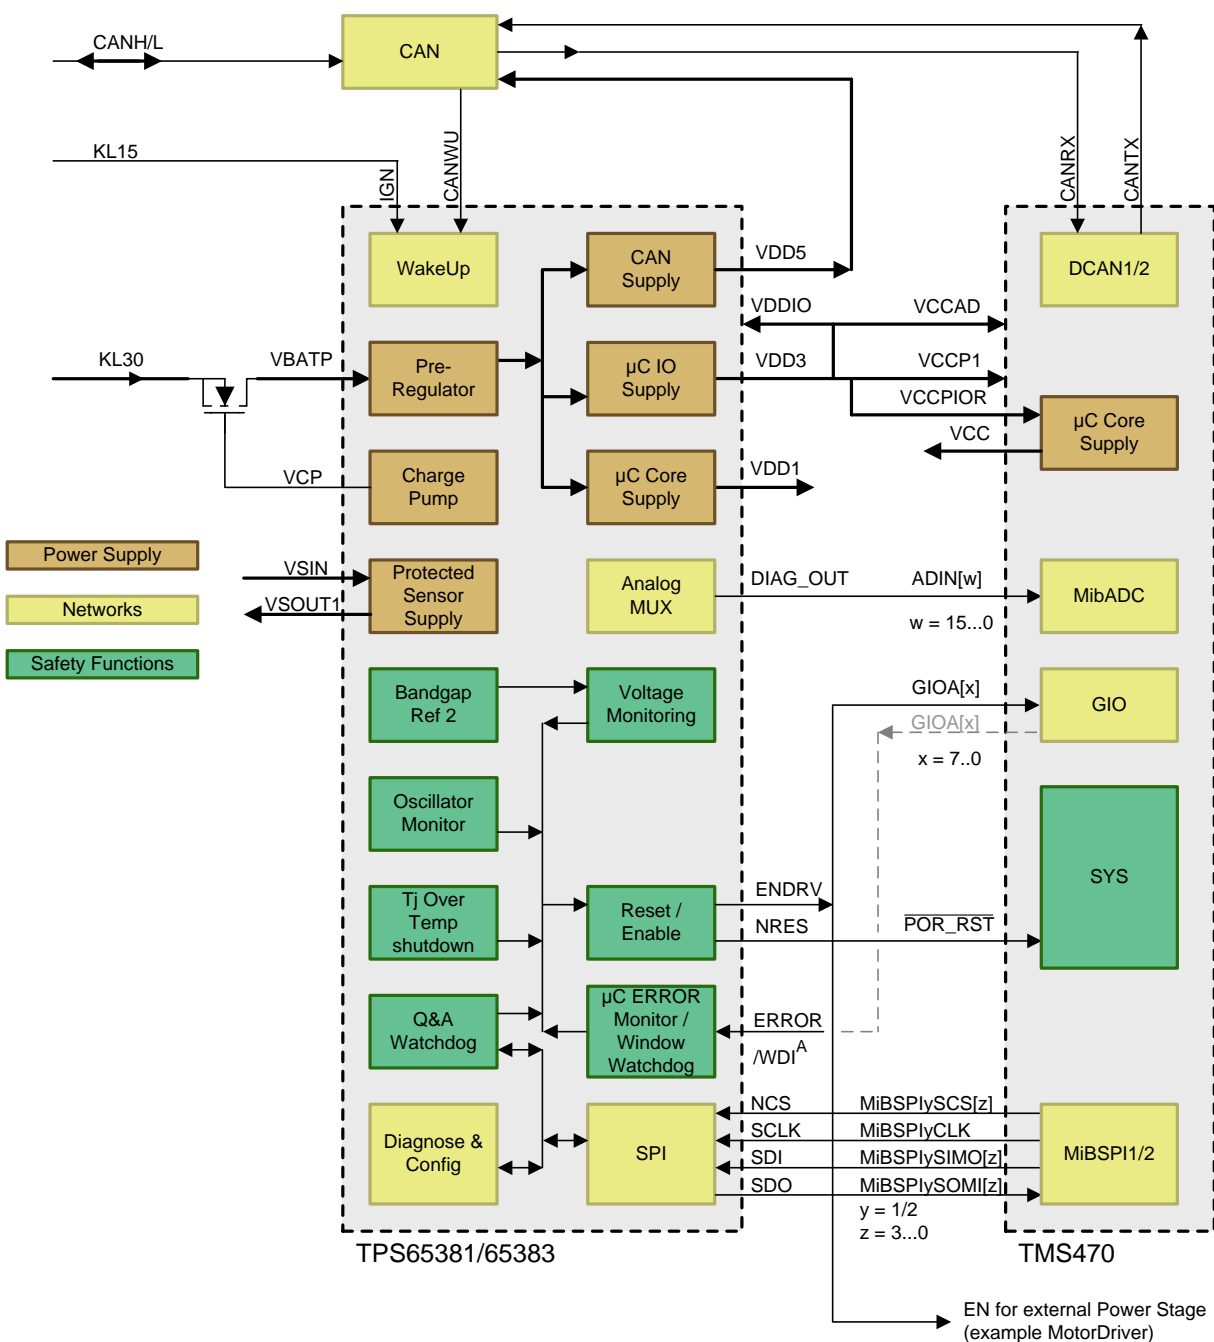 CANH/L
CAN
KL15
IGN
CANWU
CANRX
CANTX
WakeUp
CAN
Supply
VDD5
DCAN1/2
VDDIO
VCCAD
KL30
VBATP
Pre-
Regulator
µC IO
Supply
VDD3
VCCP1
VCCPIOR
µC Core
Supply
VCC
VCP
Charge
Pump
µC Core
Supply
VDD1
Power Supply
Networks
Safety Functions
VSIN
VSOUT1
Protected
Sensor
Supply
Analog
MUX
DIAG_OUT
ADIN[w]
w = 15...0
MibADC
Bandgap
Ref 2
Voltage
Monitoring
GIOA[x]
GIOA[x]
x = 7..0
GIO
Oscillator
Monitor
SYS
Tj Over
Temp
shutdown
Reset /
Enable
ENDRV
NRES
POR_RST
Q&A
Watchdog
µC ERROR
Monitor /
Window
Watchdog
ERROR
/WDI^A
Diagnose &
Config
SPI
NCS
SCLK
SDI
SDO
MiBSPIySCS[z]
MiBSPIyCLK
MiBSPIySIMO[z]
MiBSPIySOMI[z]
y = 1/2
z = 3...0
MiBSPI1/2
TPS65381/65383
TMS470
EN for external Power Stage
(example MotorDriver)